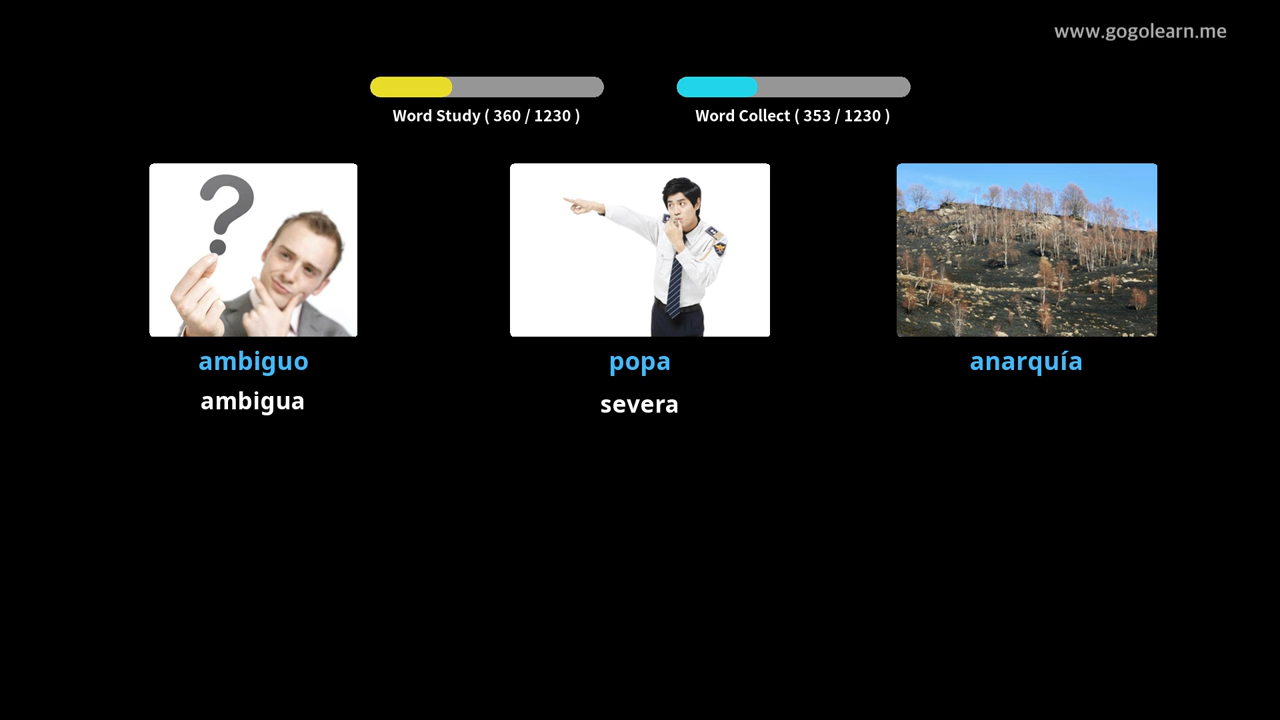 www.gogolearn.me
Word Study ( 360 / 1230 )
Word Collect ( 353 / 1230 )
?
ambiguo
popa
anarquía
ambigua
severa